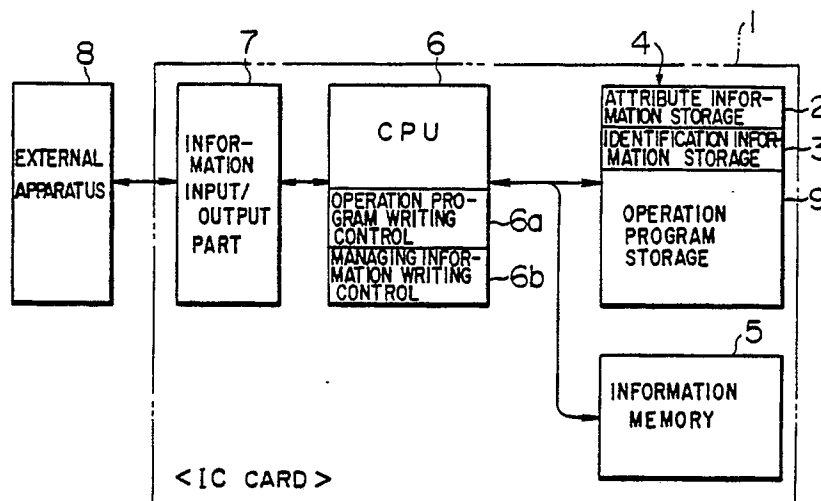 1
8
7
6
4
EXTERNAL
APPARATUS
INFOR-
MATION
INPUT/
OUTPUT
PART
CPU
OPERATION PRO-
GRAM WRITING
CONTROL
6a
MANAGING INFOR-
MATION WRITING
CONTROL
6b
ATTRIBUTE INFOR-
MATION STORAGE
2
IDENTIFICATION INFOR-
MATION STORAGE
3
OPERATION
PROGRAM
STORAGE
9
5
INFORMATION
MEMORY
<IC CARD>